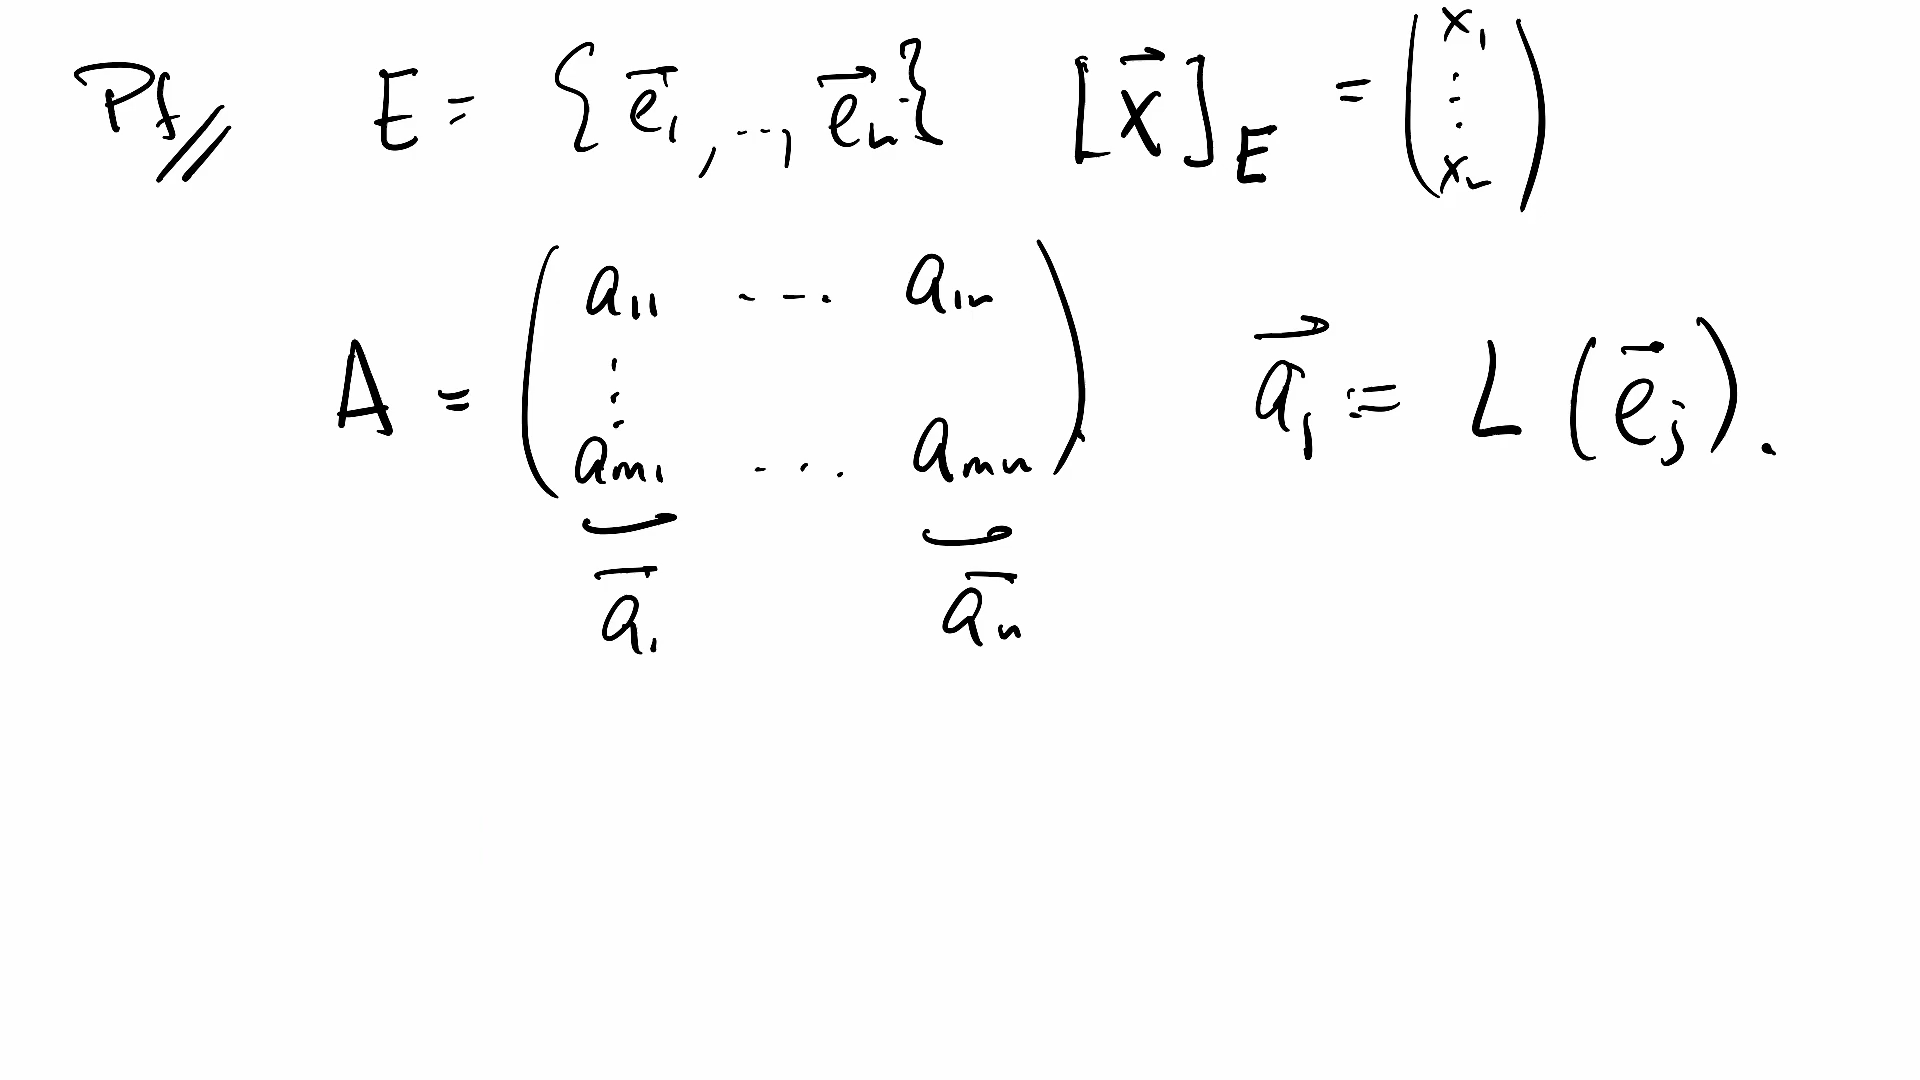 Pf// E = {e⃗₁, ..., e⃗ₙ} [x⃗]_E = (x₁ ⋮ xₙ)
A = (a₁₁ ... a₁ₙ ⋮ aₘ₁ ... aₘₙ) a⃗ⱼ = L(e⃗ⱼ).
a⃗₁ a⃗ₙ